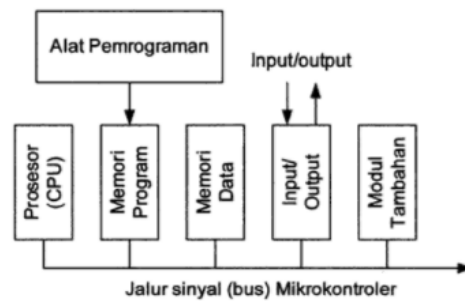 Alat Pemrograman
Input/output
Prosesor
(CPU)
Memori
Program
Memori
Data
Input/
Output
Modul
Tambahan
Jalur sinyal (bus) Mikrokontroler